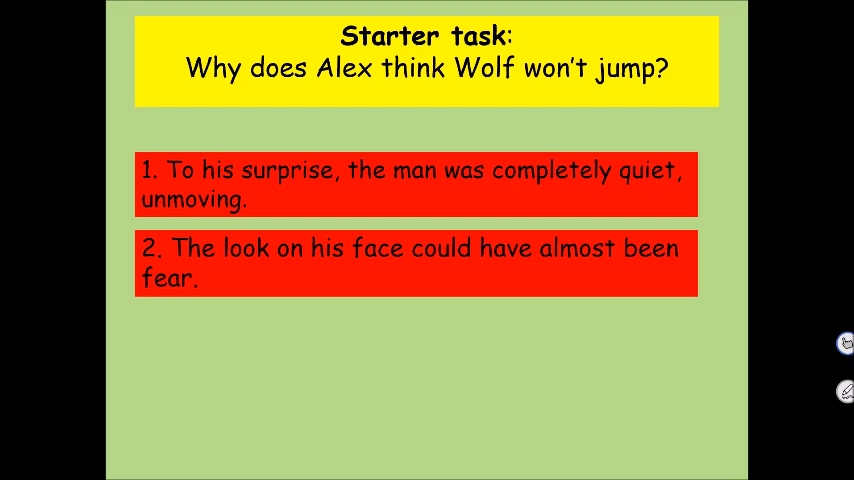 Starter task:
Why does Alex think Wolf won't jump?
1. To his surprise, the man was completely quiet,
unmoving.
2. The look on his face could have almost been
fear.